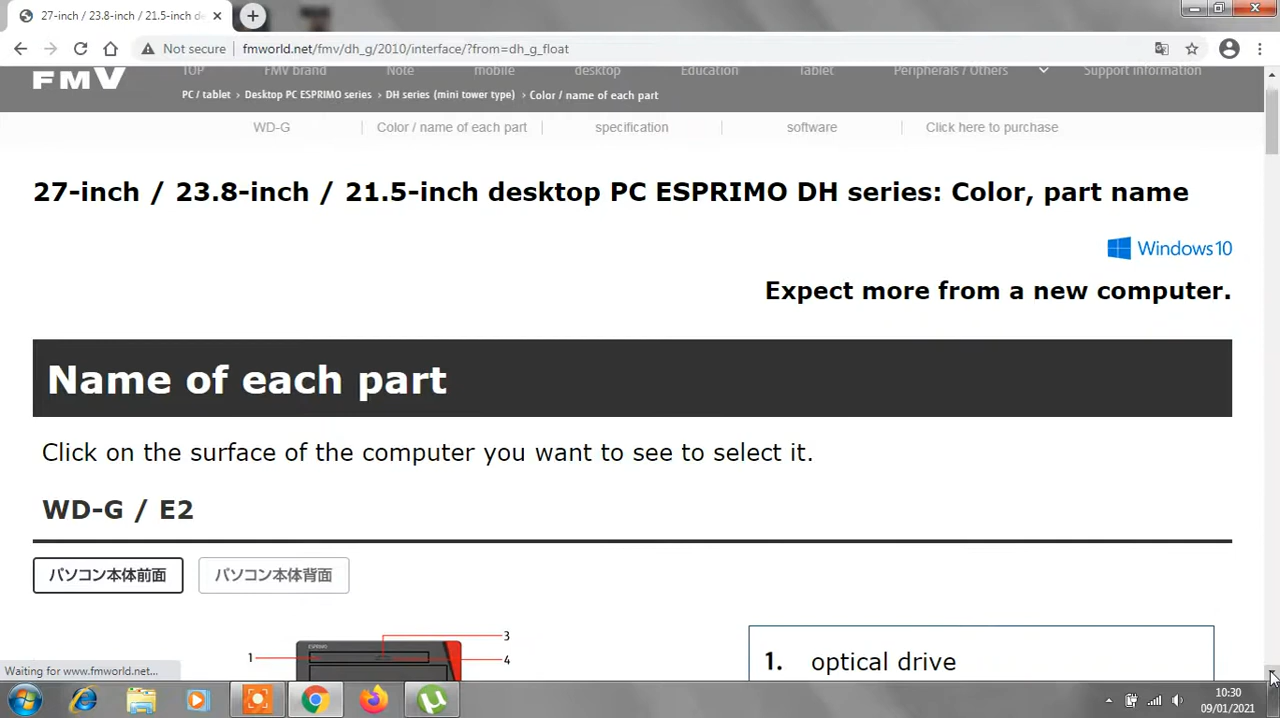 27-inch / 23.8-inch / 21.5-inch de
Not secure | fmworld.net/fmv/dh_g/2010/interface/?from=dh_g_float
FMV
TOP FMV brand Note mobile desktop Education Tablet Peripherals / Others Support information
PC / tablet › Desktop PC ESPRIMO series › DH series (mini tower type) › Color / name of each part
WD-G Color / name of each part specification software Click here to purchase
27-inch / 23.8-inch / 21.5-inch desktop PC ESPRIMO DH series: Color, part name
Windows10
Expect more from a new computer.
Name of each part
Click on the surface of the computer you want to see to select it.
WD-G / E2
パソコン本体前面 パソコン本体背面
3
ESPRIMO
1
4
1. optical drive
Waiting for www.fmworld.net...
10:30
09/01/2021